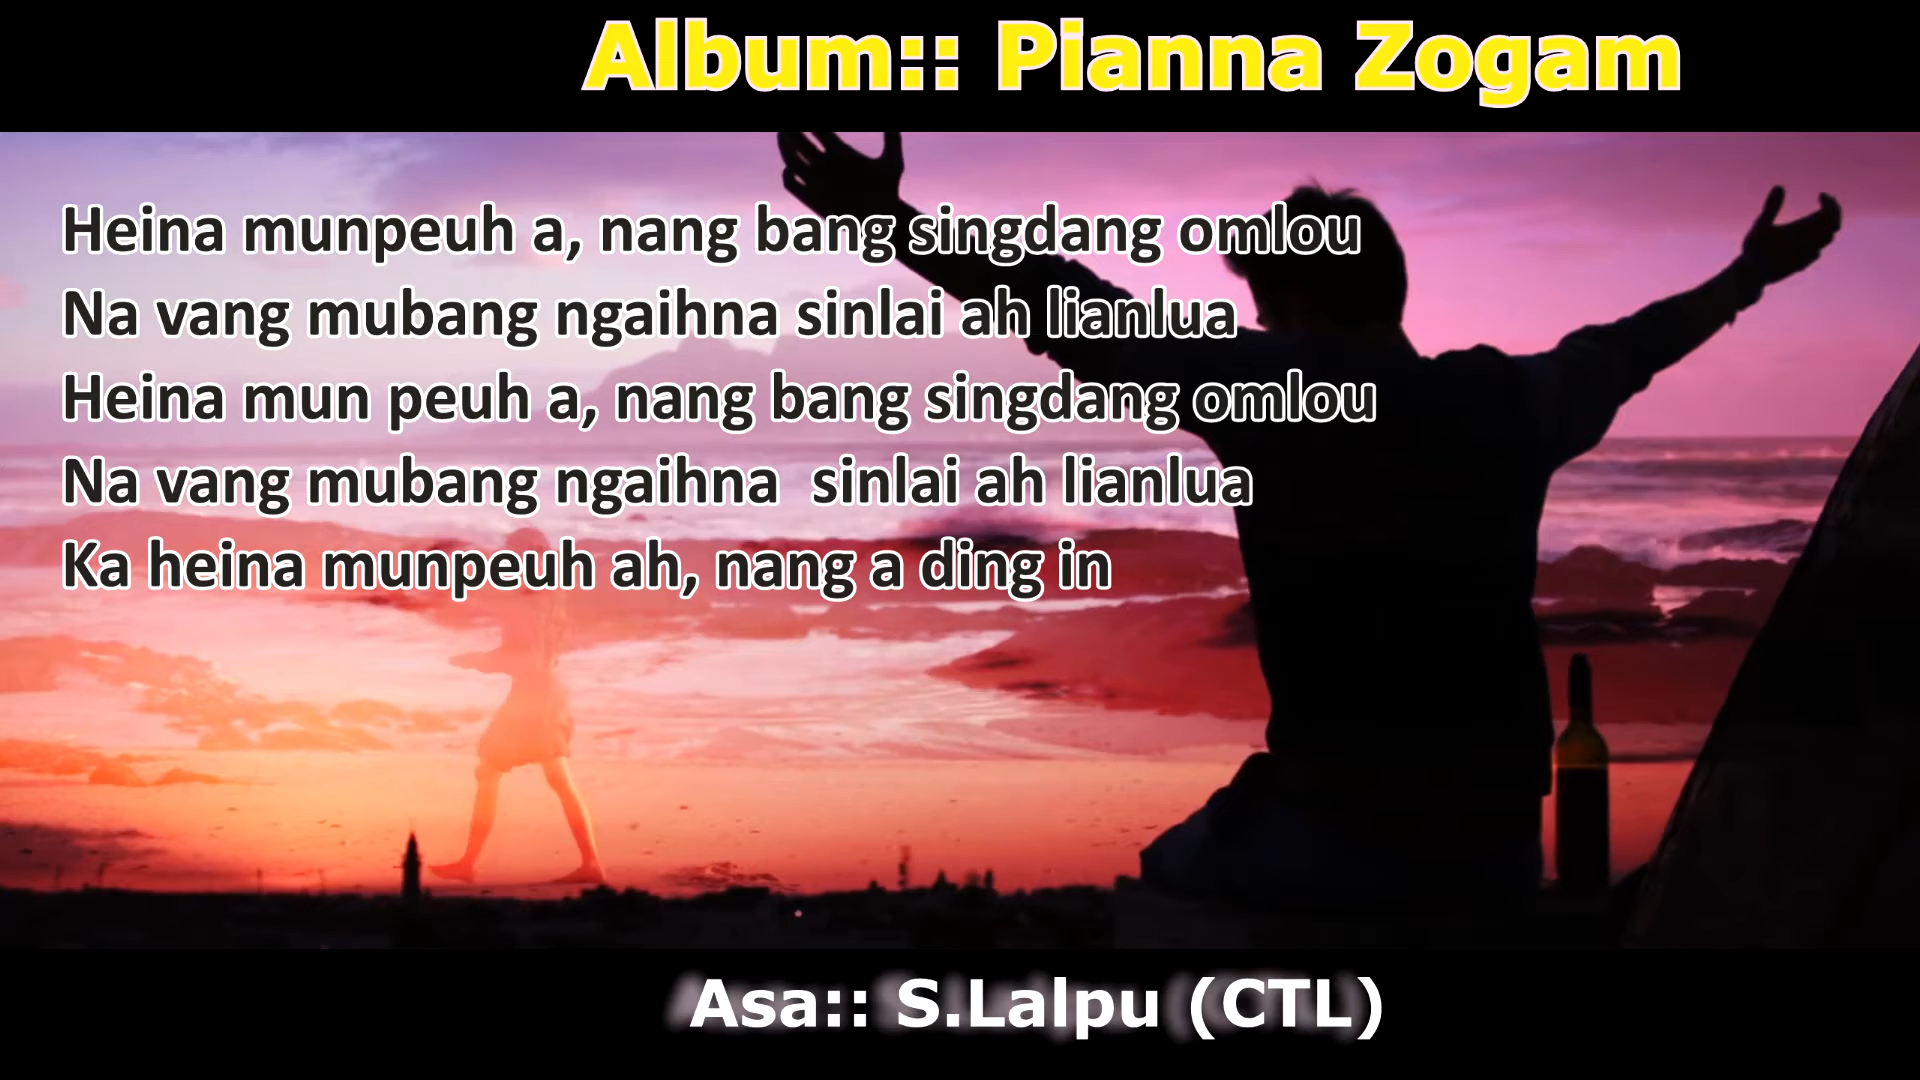 Album:: Pianna Zogam
Heina munpeuh a, nang bang singdang omlou
Na vang mubang ngaihna sinlai ah lianlua
Heina mun peuh a, nang bang singdang omlou
Na vang mubang ngaihna  sinlai ah lianlua
Ka heina munpeuh ah, nang a ding in
Asa:: S.Lalpu (CTL)